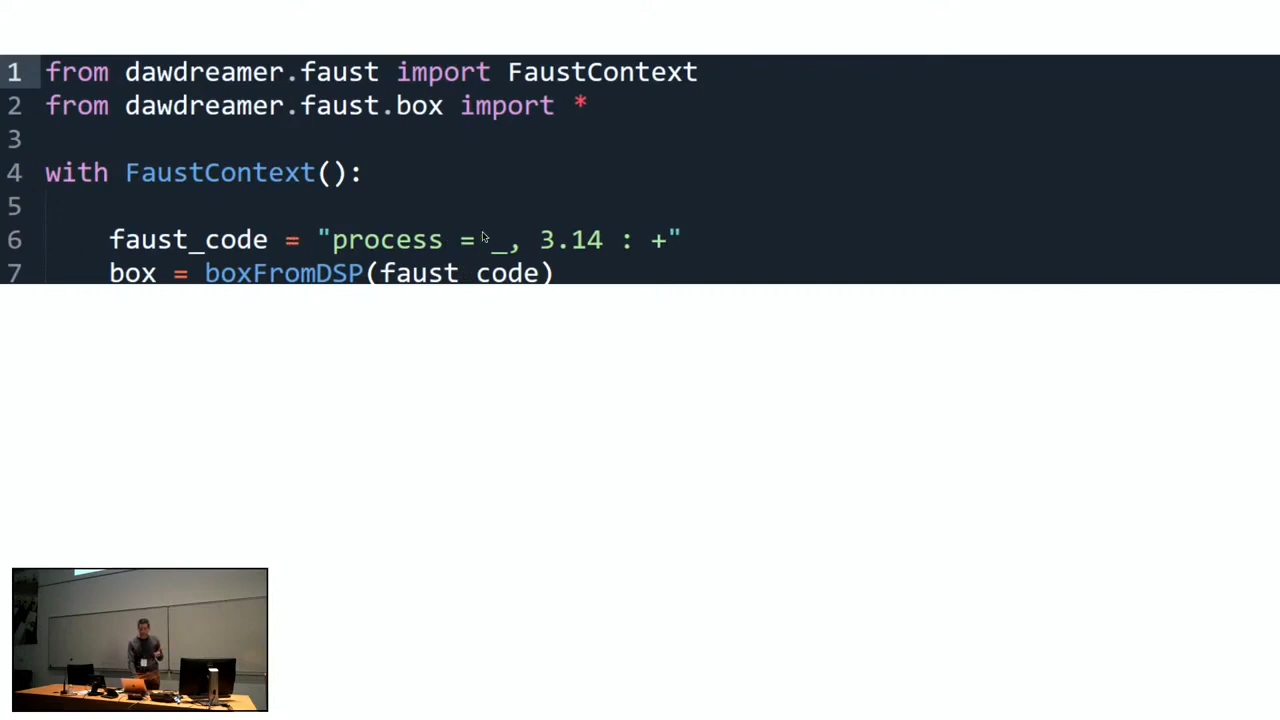 1 from dawdreamer.faust import FaustContext
2 from dawdreamer.faust.box import *
3
4 with FaustContext():
5
6     faust_code = "process = _, 3.14 : +"
7     box = boxFromDSP(faust_code)